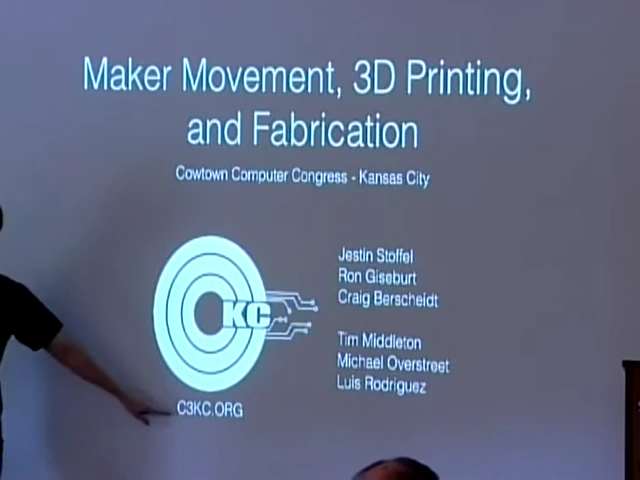 Maker Movement, 3D Printing,
and Fabrication
Cowtown Computer Congress - Kansas City
KC
Jestin Stoffel
Ron Giseburt
Craig Berscheidt
Tim Middleton
Michael Overstreet
Luis Rodriguez
C3KC.ORG